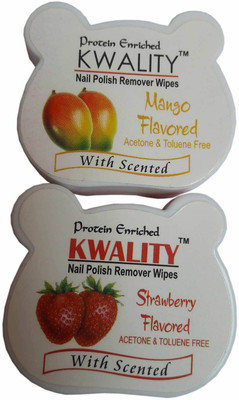 Protein Enriched
KWALITY™
Nail Polish Remover Wipes
Mango
Flavored
Acetone & Toluene Free
With Scented
Protein Enriched
KWALITY™
Nail Polish Remover Wipes
Strawberry
Flavored
ACETONE & TOLUENE FREE
With Scented